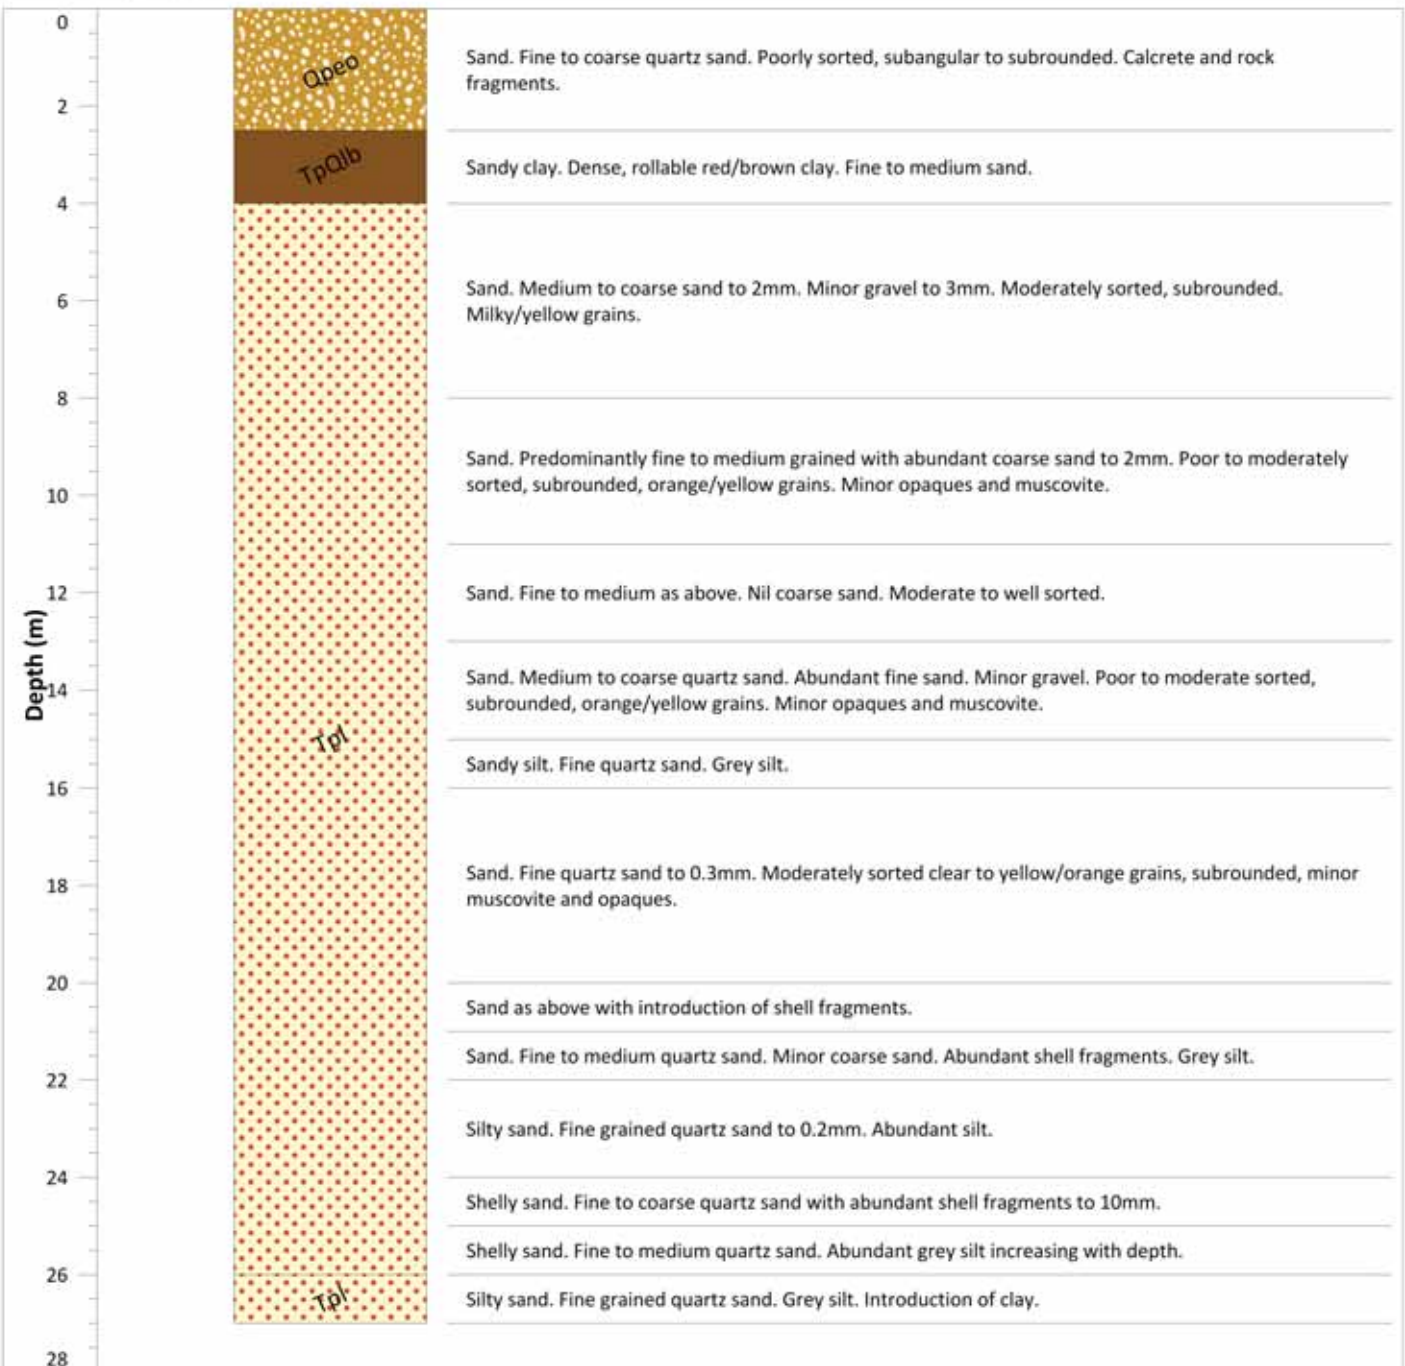 0
Qpeo
Sand. Fine to coarse quartz sand. Poorly sorted, subangular to subrounded. Calcrete and rock
fragments.
2
TpQlb
Sandy clay. Dense, rollable red/brown clay. Fine to medium sand.
4
Sand. Medium to coarse sand to 2mm. Minor gravel to 3mm. Moderately sorted, subrounded.
6
Milky/yellow grains.
8
Sand. Predominantly fine to medium grained with abundant coarse sand to 2mm. Poor to moderately
sorted, subrounded, orange/yellow grains. Minor opaques and muscovite.
10
12
Sand. Fine to medium as above. Nil coarse sand. Moderate to well sorted.
Depth (m)
Sand. Medium to coarse quartz sand. Abundant fine sand. Minor gravel. Poor to moderate sorted,
14
subrounded, orange/yellow grains. Minor opaques and muscovite.
Tpl
Sandy silt. Fine quartz sand. Grey silt.
16
Sand. Fine quartz sand to 0.3mm. Moderately sorted clear to yellow/orange grains, subrounded, minor
18
muscovite and opaques.
20
Sand as above with introduction of shell fragments.
Sand. Fine to medium quartz sand. Minor coarse sand. Abundant shell fragments. Grey silt.
22
Silty sand. Fine grained quartz sand to 0.2mm. Abundant silt.
24
Shelly sand. Fine to coarse quartz sand with abundant shell fragments to 10mm.
Shelly sand. Fine to medium quartz sand. Abundant grey silt increasing with depth.
26
Tpl
Silty sand. Fine grained quartz sand. Grey silt. Introduction of clay.
28